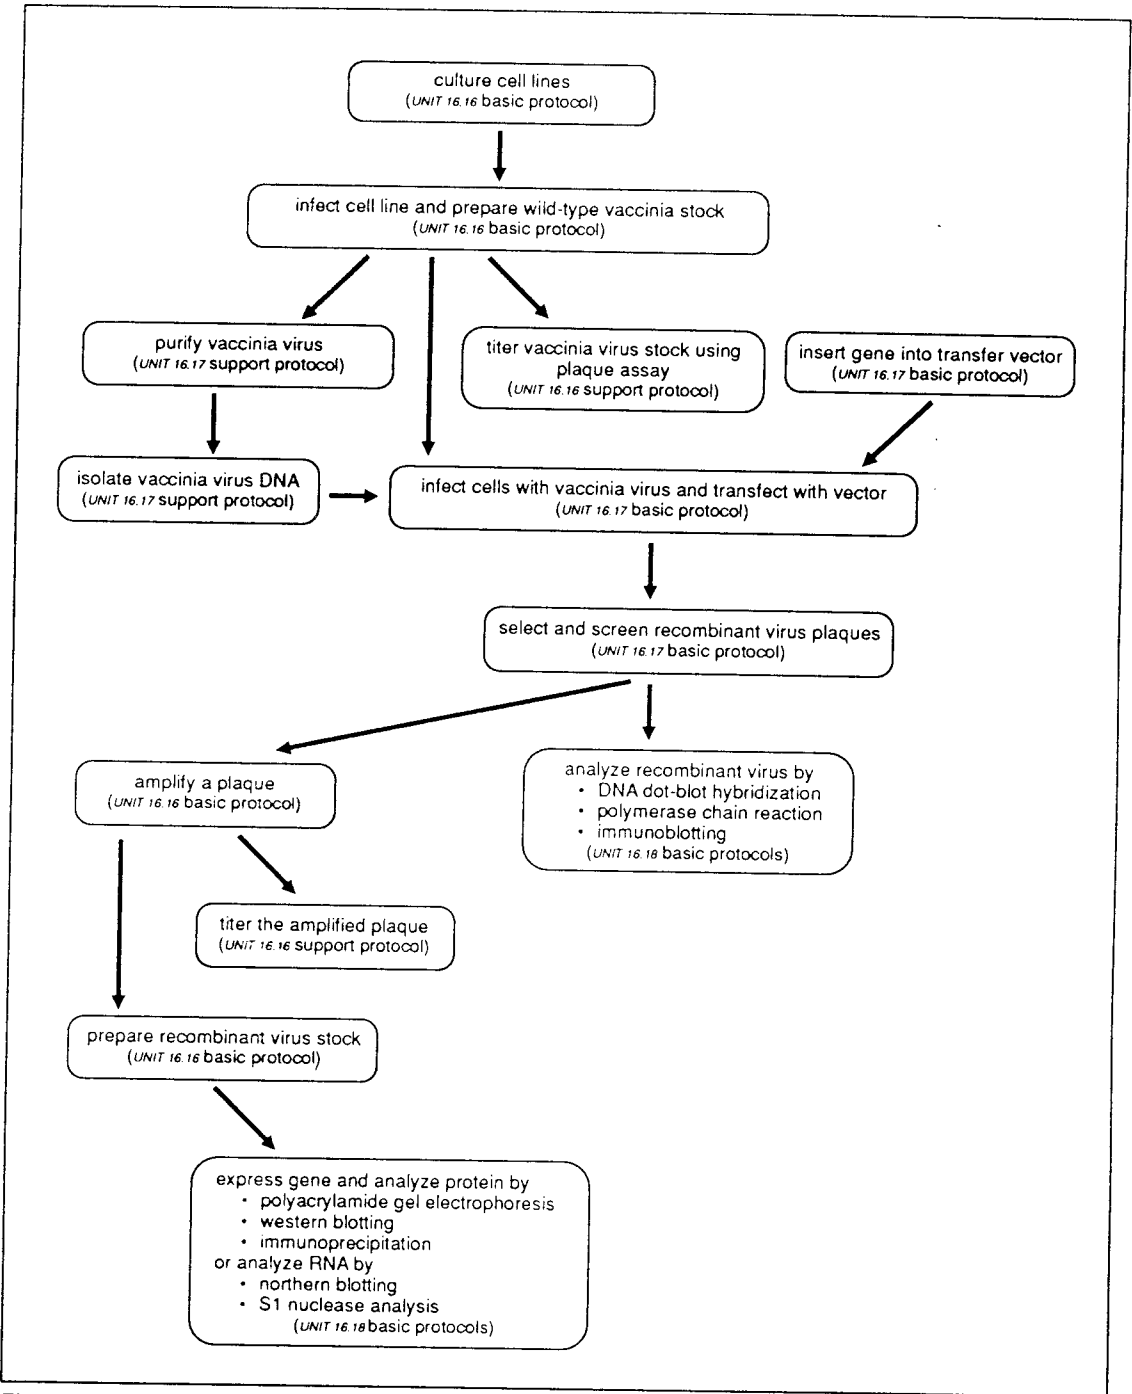 culture cell lines
(UNIT 16.16 basic protocol)
infect cell line and prepare wild-type vaccinia stock
(UNIT 16.16 basic protocol)
purify vaccinia virus
(UNIT 16.17 support protocol)
titer vaccinia virus stock using
plaque assay
(UNIT 16.16 support protocol)
insert gene into transfer vector
(UNIT 16.17 basic protocol)
isolate vaccinia virus DNA
(UNIT 16.17 support protocol)
infect cells with vaccinia virus and transfect with vector
(UNIT 16.17 basic protocol)
select and screen recombinant virus plaques
(UNIT 16.17 basic protocol)
amplify a plaque
(UNIT 16.16 basic protocol)
analyze recombinant virus by
• DNA dot-blot hybridization
• polymerase chain reaction
• immunoblotting
(UNIT 16.18 basic protocols)
titer the amplified plaque
(UNIT 16.16 support protocol)
prepare recombinant virus stock
(UNIT 16.16 basic protocol)
express gene and analyze protein by
• polyacrylamide gel electrophoresis
• western blotting
• immunoprecipitation
or analyze RNA by
• northern blotting
• S1 nuclease analysis
(UNIT 16.18 basic protocols)